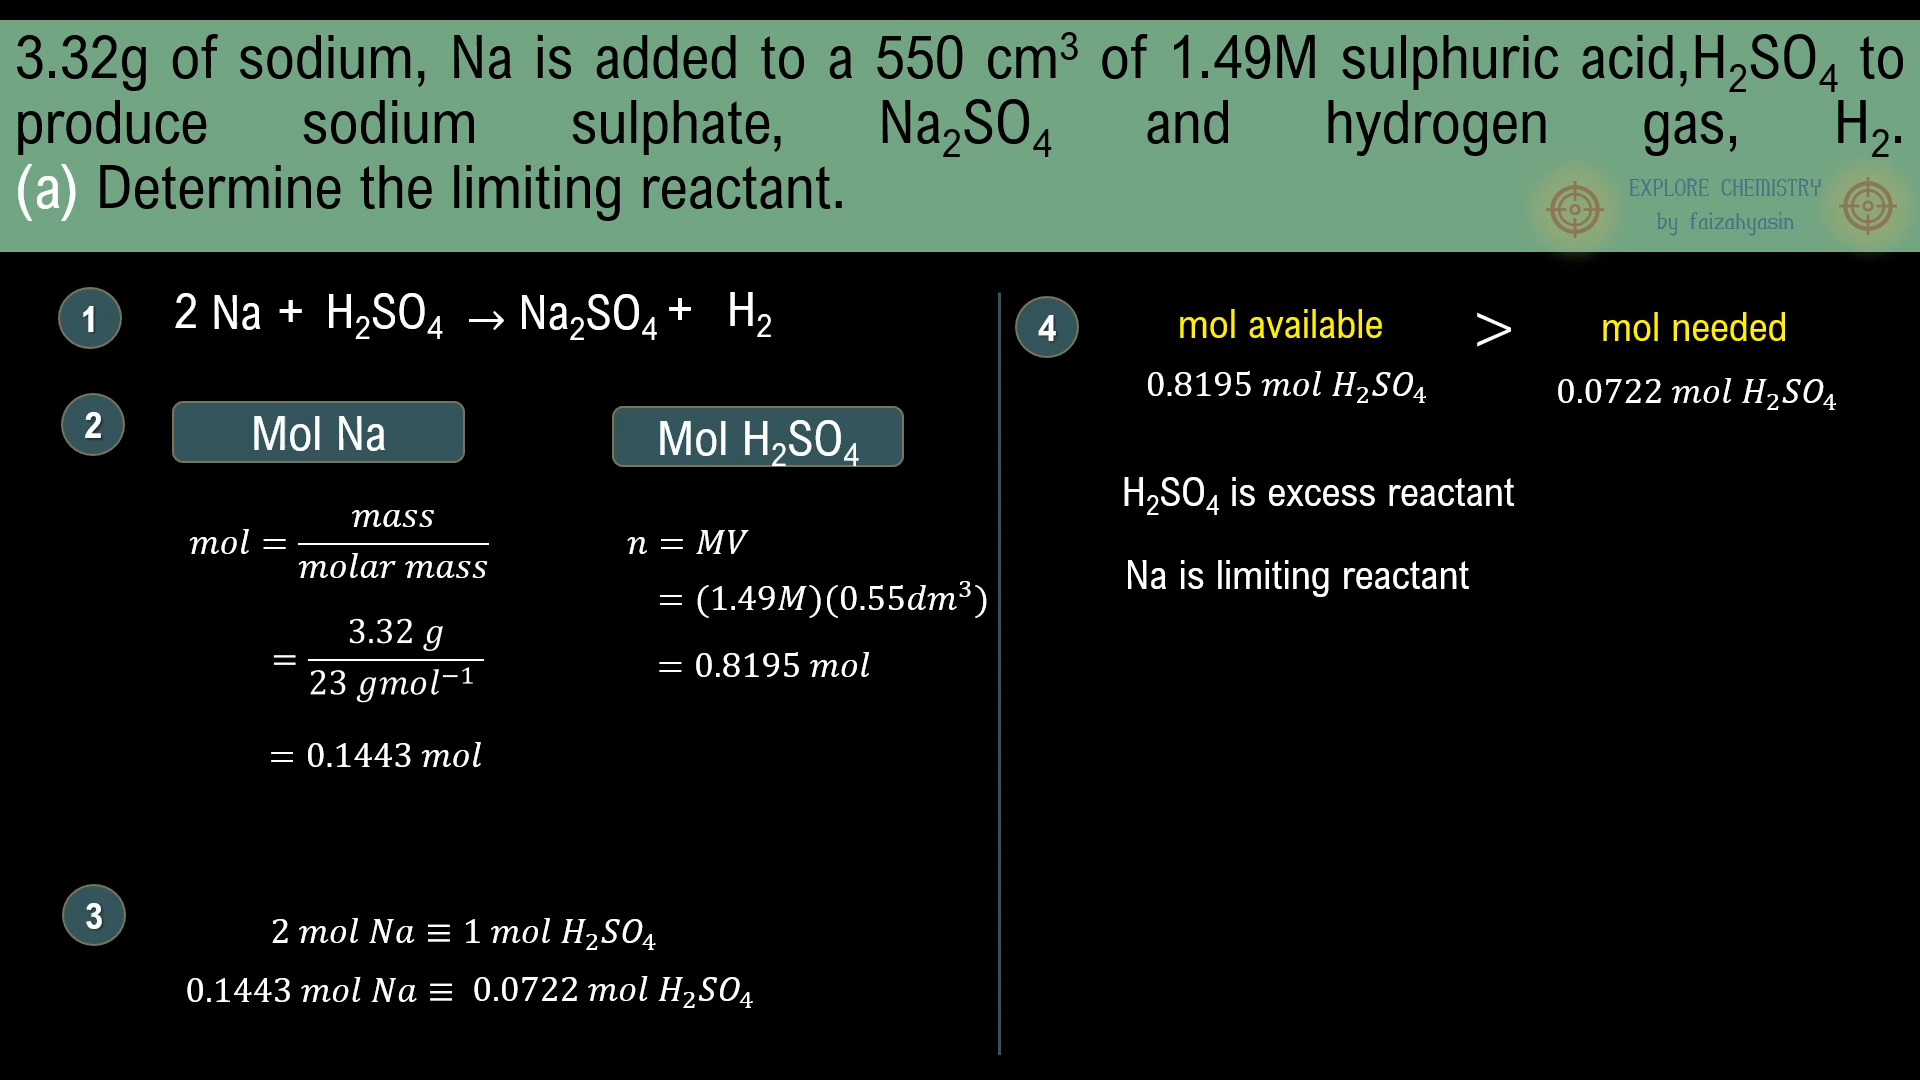 3.32g of sodium, Na is added to a 550 cm³ of 1.49M sulphuric acid,H₂SO₄ to
produce sodium sulphate, Na₂SO₄ and hydrogen gas, H₂.
(a) Determine the limiting reactant.
EXPLORE CHEMISTRY
by faizahyasin
1
2 Na + H₂SO₄ → Na₂SO₄ + H₂
2
Mol Na
mol = mass / molar mass
= 3.32 g / 23 gmol⁻¹
= 0.1443 mol
Mol H₂SO₄
n = MV
= (1.49M)(0.55dm³)
= 0.8195 mol
3
2 mol Na ≡ 1 mol H₂SO₄
0.1443 mol Na ≡ 0.0722 mol H₂SO₄
4
mol available > mol needed
0.8195 mol H₂SO₄ 0.0722 mol H₂SO₄
H₂SO₄ is excess reactant
Na is limiting reactant